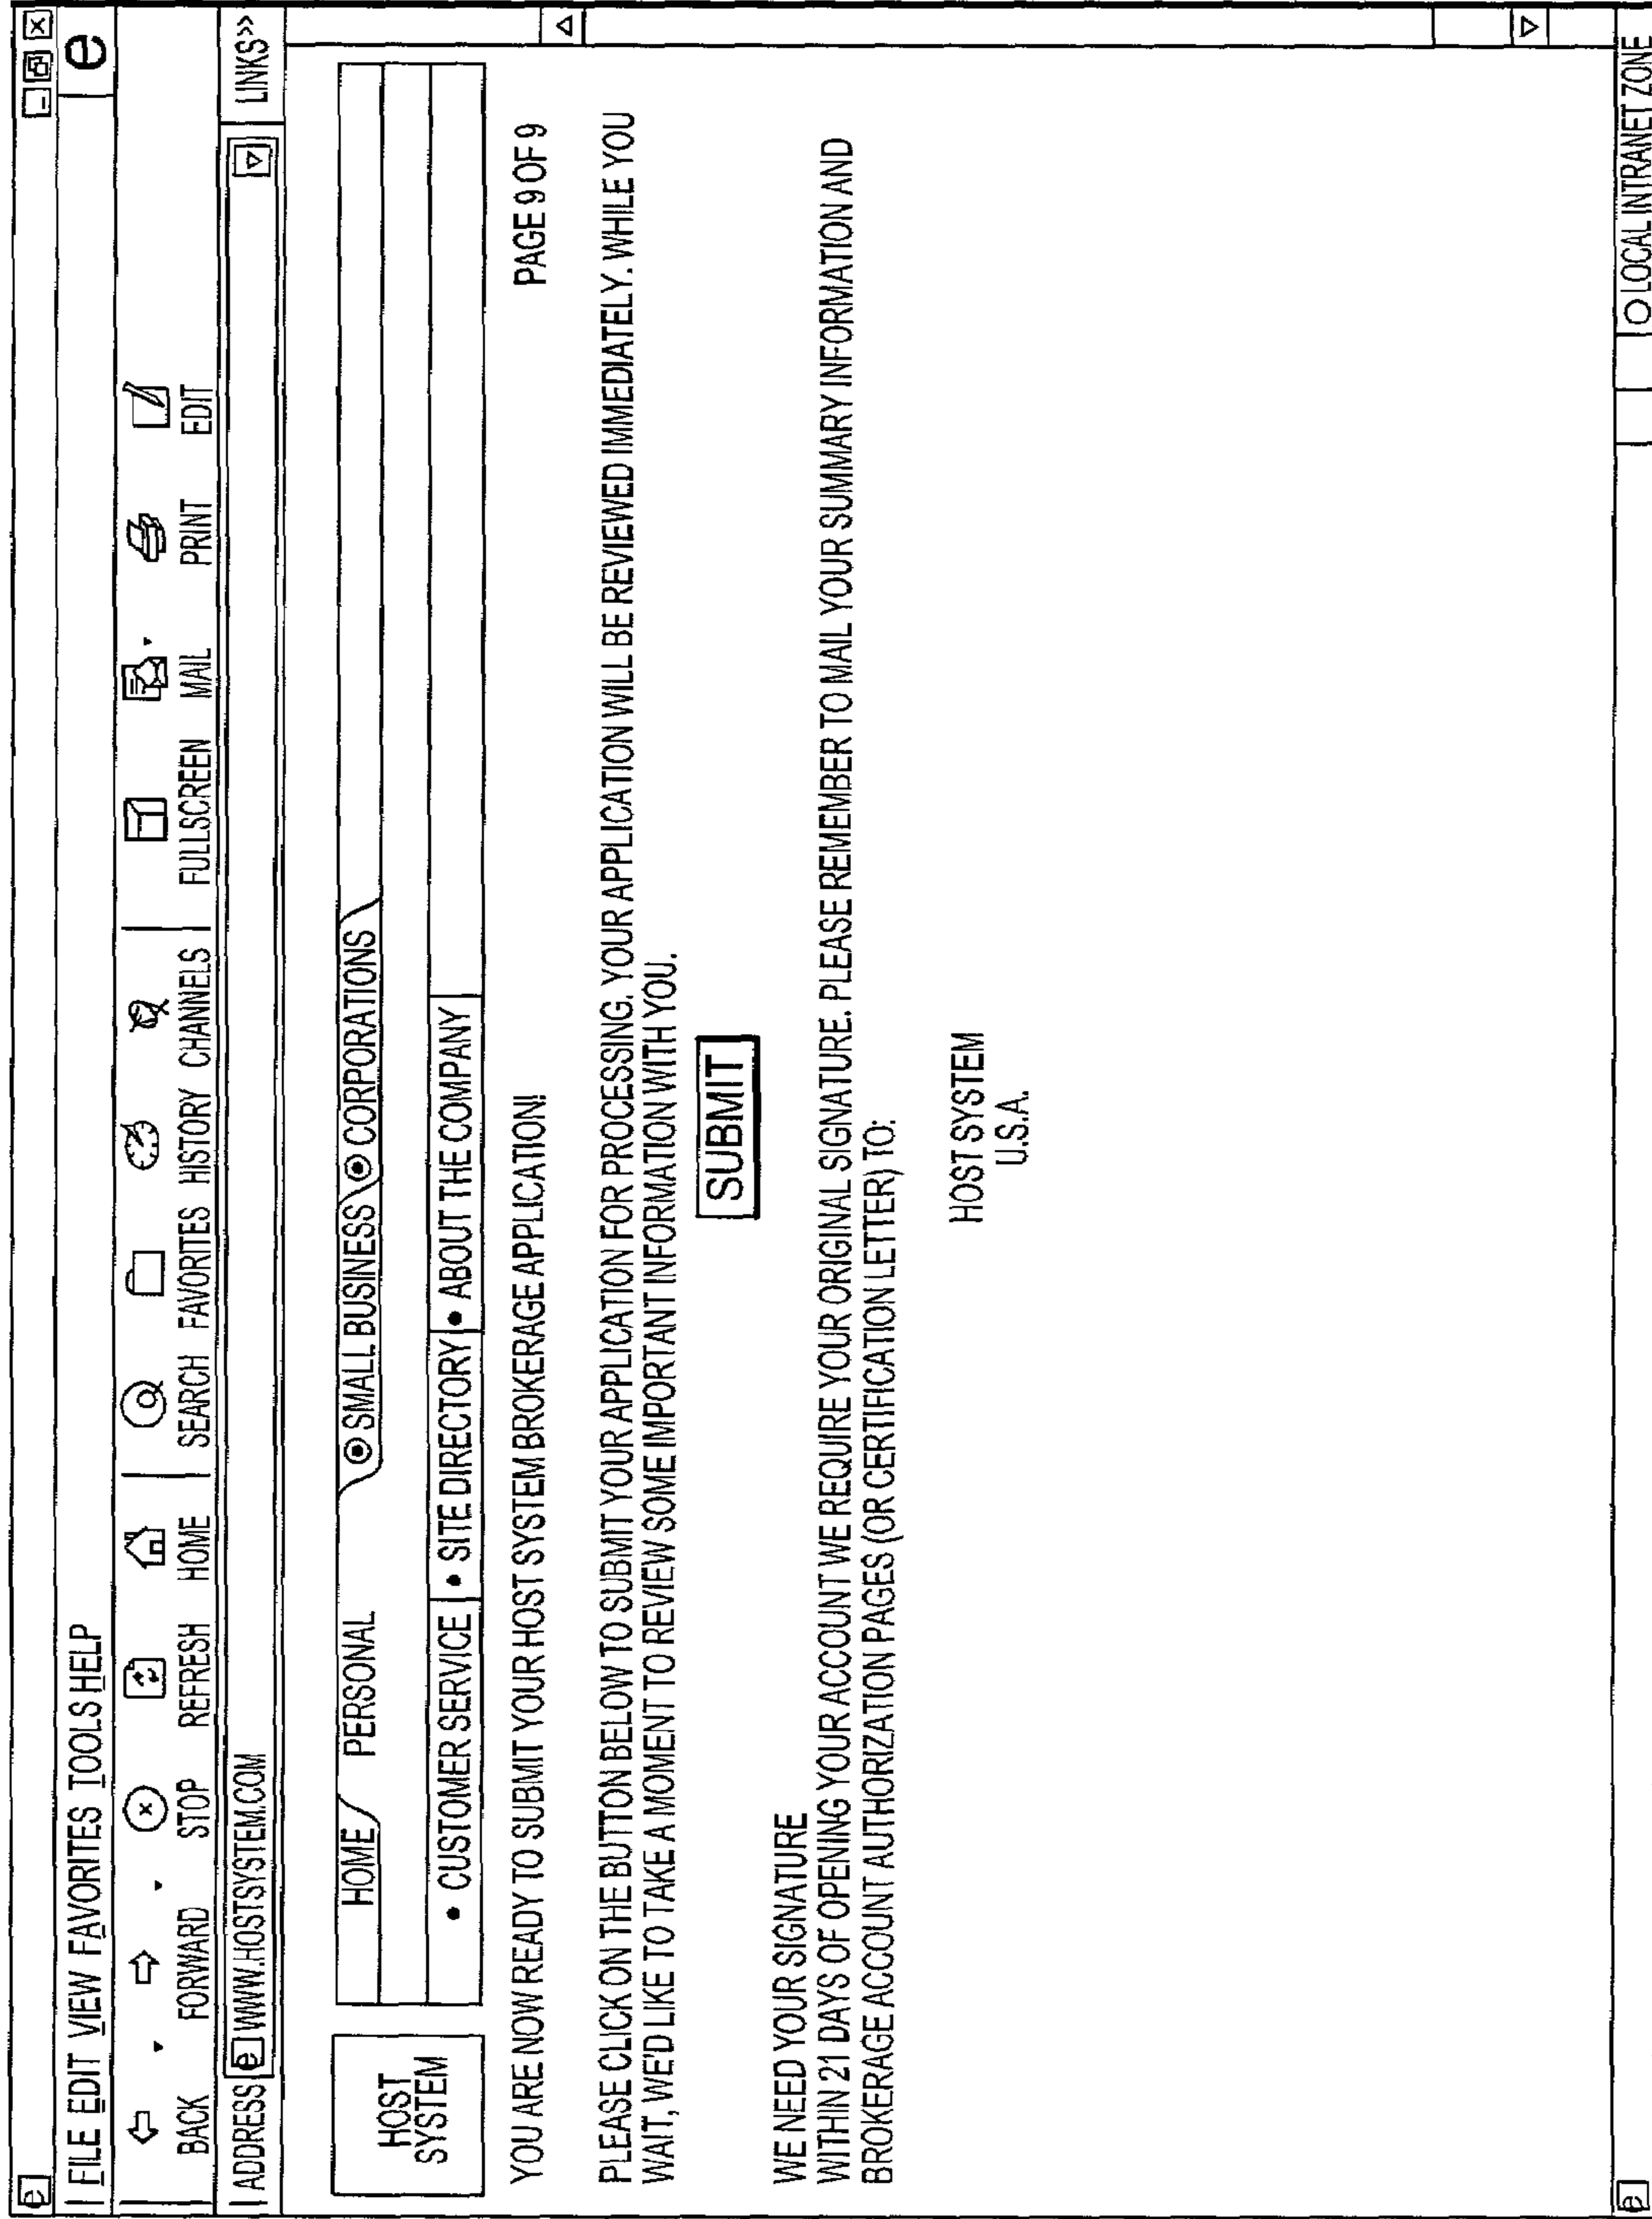 FILE EDIT VIEW FAVORITES TOOLS HELP
e
BACK FORWARD STOP REFRESH HOME SEARCH FAVORITES HISTORY CHANNELS FULLSCREEN MAIL PRINT EDIT
ADDRESS e WWW.HOSTSYSTEM.COM LINKS»
HOST
SYSTEM
HOME PERSONAL SMALL BUSINESS CORPORATIONS
• CUSTOMER SERVICE • SITE DIRECTORY • ABOUT THE COMPANY
YOU ARE NOW READY TO SUBMIT YOUR HOST SYSTEM BROKERAGE APPLICATION! PAGE 9 OF 9
PLEASE CLICK ON THE BUTTON BELOW TO SUBMIT YOUR APPLICATION FOR PROCESSING. YOUR APPLICATION WILL BE REVIEWED IMMEDIATELY. WHILE YOU
WAIT, WE'D LIKE TO TAKE A MOMENT TO REVIEW SOME IMPORTANT INFORMATION WITH YOU.
SUBMIT
WE NEED YOUR SIGNATURE
WITHIN 21 DAYS OF OPENING YOUR ACCOUNT WE REQUIRE YOUR ORIGINAL SIGNATURE. PLEASE REMEMBER TO MAIL YOUR SUMMARY INFORMATION AND
BROKERAGE ACCOUNT AUTHORIZATION PAGES (OR CERTIFICATION LETTER) TO:
HOST SYSTEM
U.S.A.
e LOCAL INTRANET ZONE